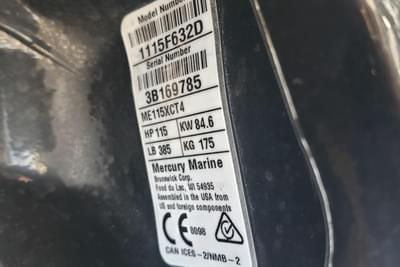 Model Number
1115F632D
Serial Number
3B169785
ME115XCT4
HP 115 KW 84.6
LB 385 KG 175
Mercury Marine
Brunswick Corp.
Fond du Lac, WI 54935
Assembled in the USA from
US and foreign components
CE 0098
CAN ICES-2/NMB-2